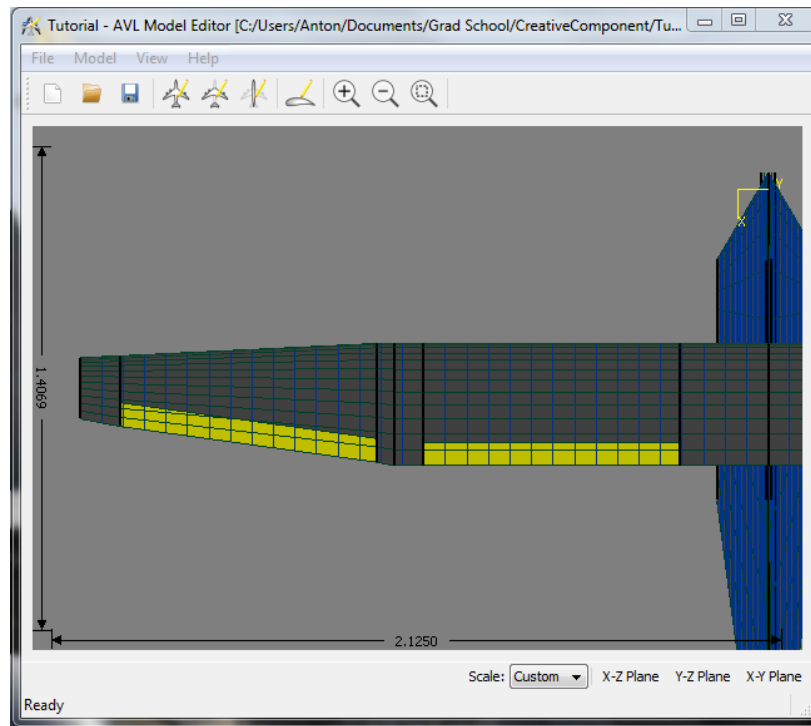 Tutorial - AVL Model Editor [C:/Users/Anton/Documents/Grad School/CreativeComponent/Tu...
File Model View Help
Y
X
1.4069
2.1250
Scale: Custom X-Z Plane Y-Z Plane X-Y Plane
Ready